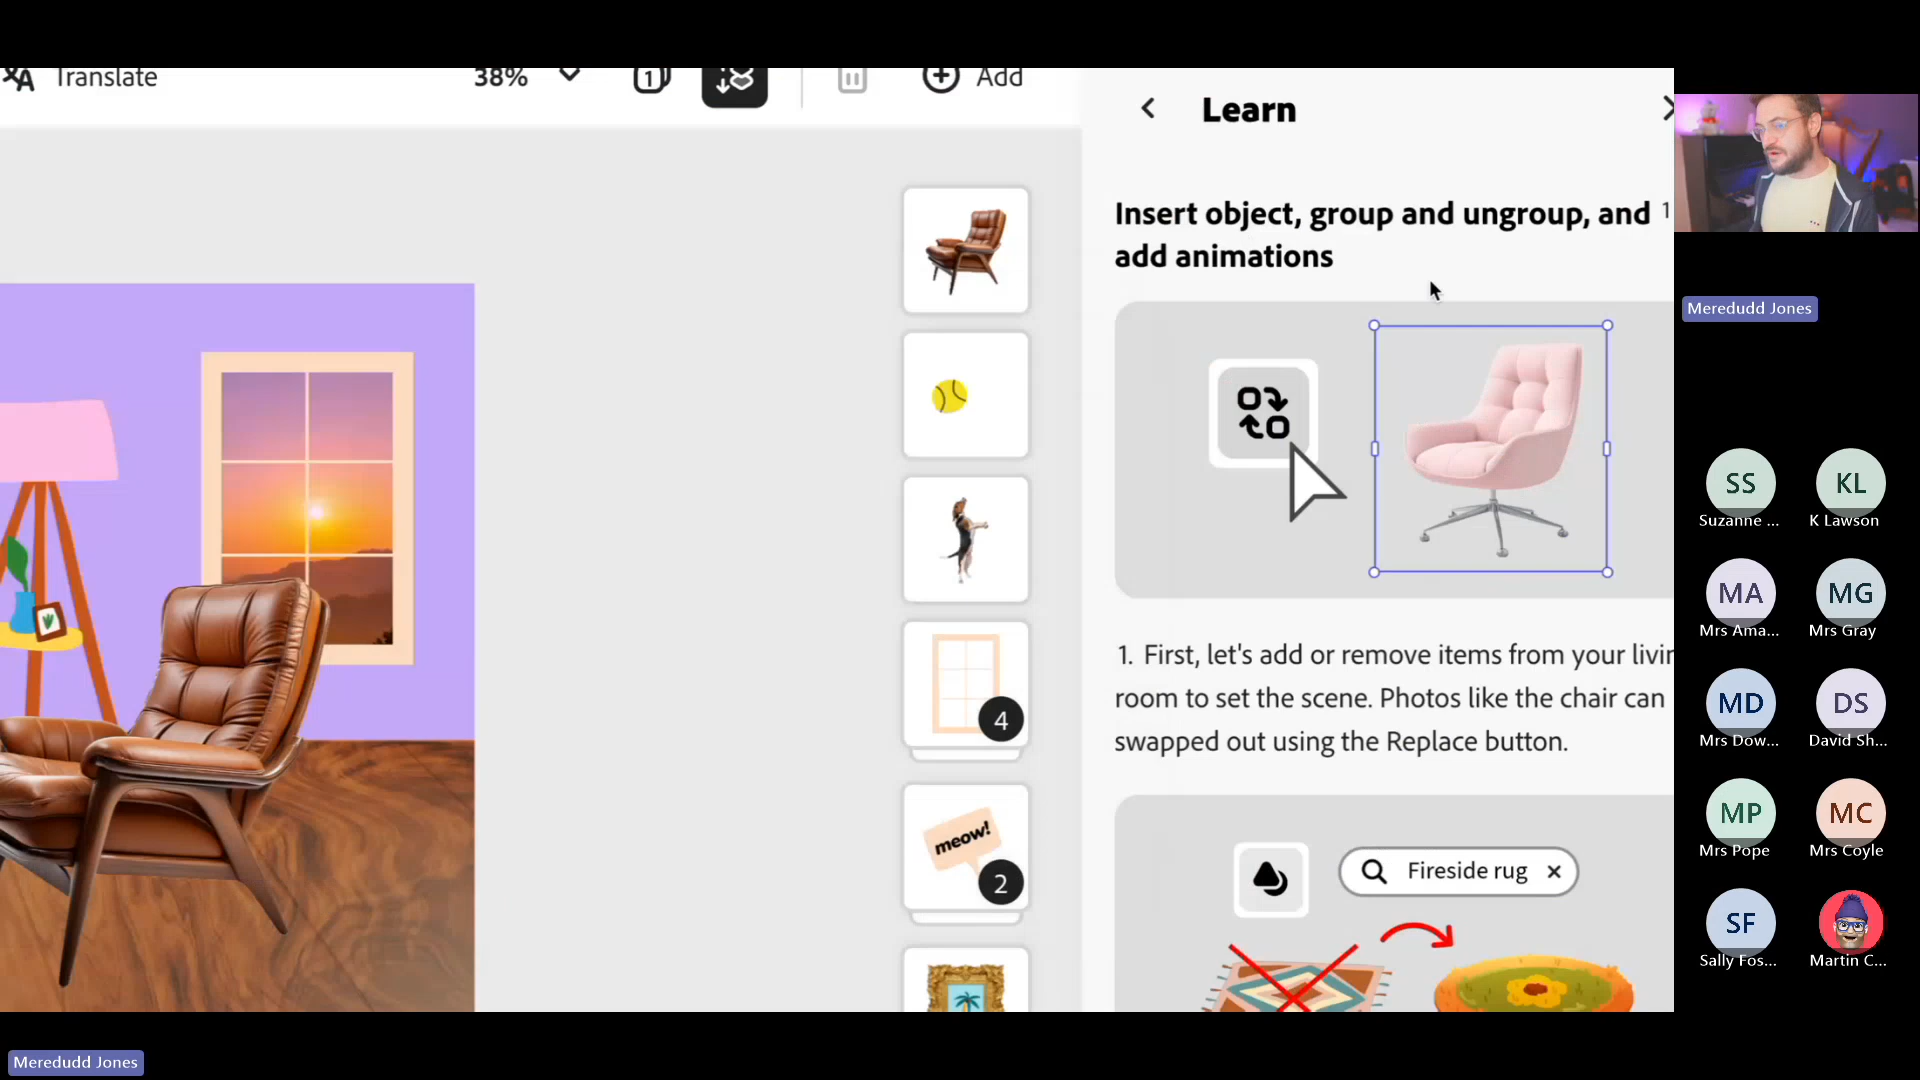 Translate
38%
1
Add
Learn
Insert object, group and ungroup, and
add animations
1
1. First, let's add or remove items from your livin
room to set the scene. Photos like the chair can
swapped out using the Replace button.
4
meow!
2
Fireside rug
Meredudd Jones
SS
Suzanne ...
KL
K Lawson
MA
Mrs Ama...
MG
Mrs Gray
MD
Mrs Dow...
DS
David Sh...
MP
Mrs Pope
MC
Mrs Coyle
SF
Sally Fos...
Martin C...
Meredudd Jones